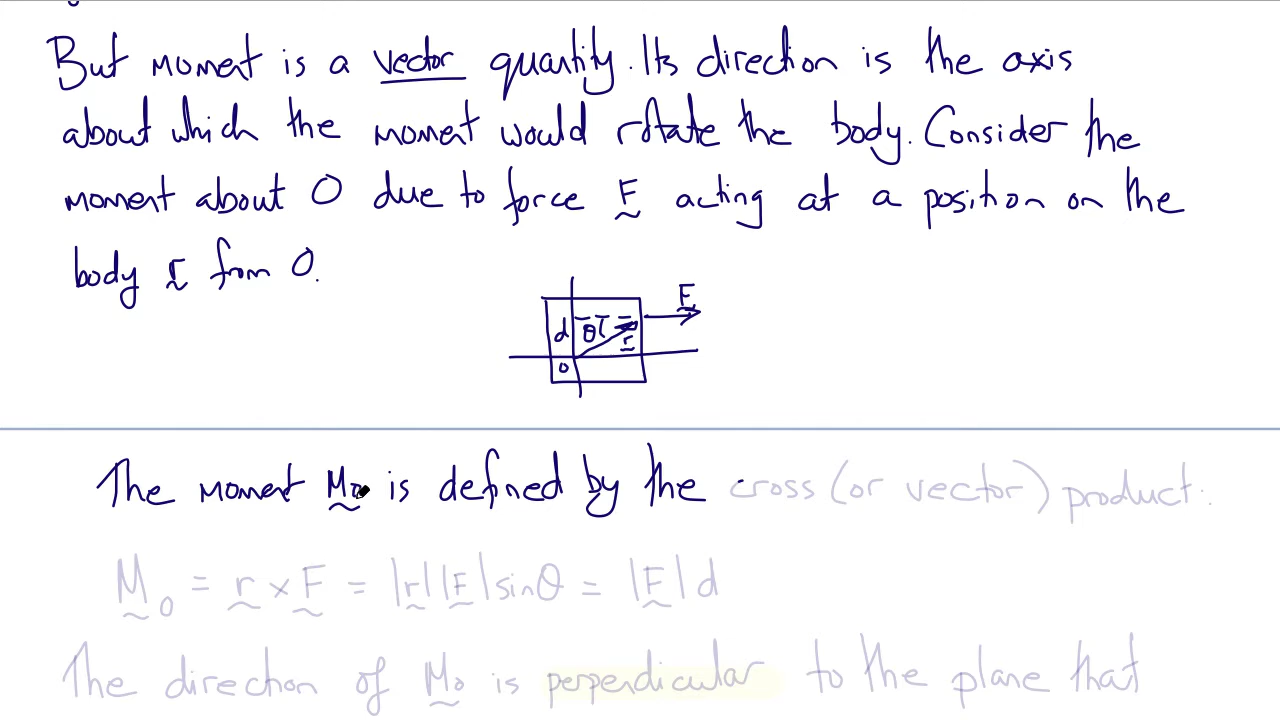 But moment is a vector quantity. Its direction is the axis
about which the moment would rotate the body. Consider the
moment about O due to force F acting at a position on the
body r from O.
F
d θ r
O
The moment Mo is defined by the cross (or vector) product:
M₀ = r × F = |r||F|sinθ = |F|d
The direction of Mo is perpendicular to the plane that